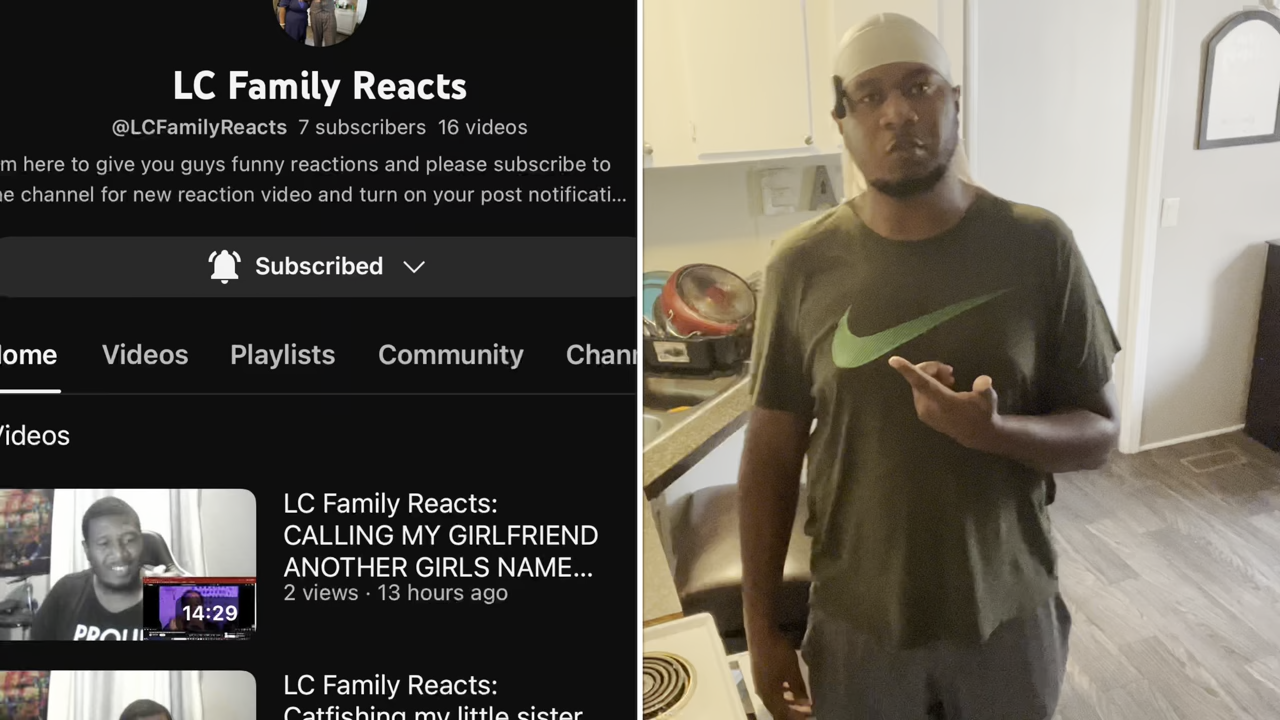 LC Family Reacts
@LCFamilyReacts 7 subscribers 16 videos
m here to give you guys funny reactions and please subscribe to
e channel for new reaction video and turn on your post notificati...
Subscribed
ome
Videos
Playlists
Community
Chann
Videos
LC Family Reacts:
CALLING MY GIRLFRIEND
ANOTHER GIRLS NAME...
2 views · 13 hours ago
14:29
PROU
LC Family Reacts:
Catfishing my little sister
A